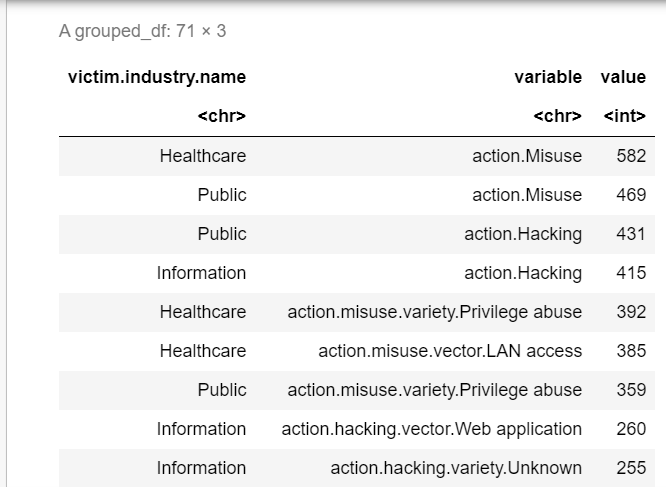 A grouped_df: 71 × 3
victim.industry.name variable value
<chr> <chr> <int>
Healthcare action.Misuse 582
Public action.Misuse 469
Public action.Hacking 431
Information action.Hacking 415
Healthcare action.misuse.variety.Privilege abuse 392
Healthcare action.misuse.vector.LAN access 385
Public action.misuse.variety.Privilege abuse 359
Information action.hacking.vector.Web application 260
Information action.hacking.variety.Unknown 255